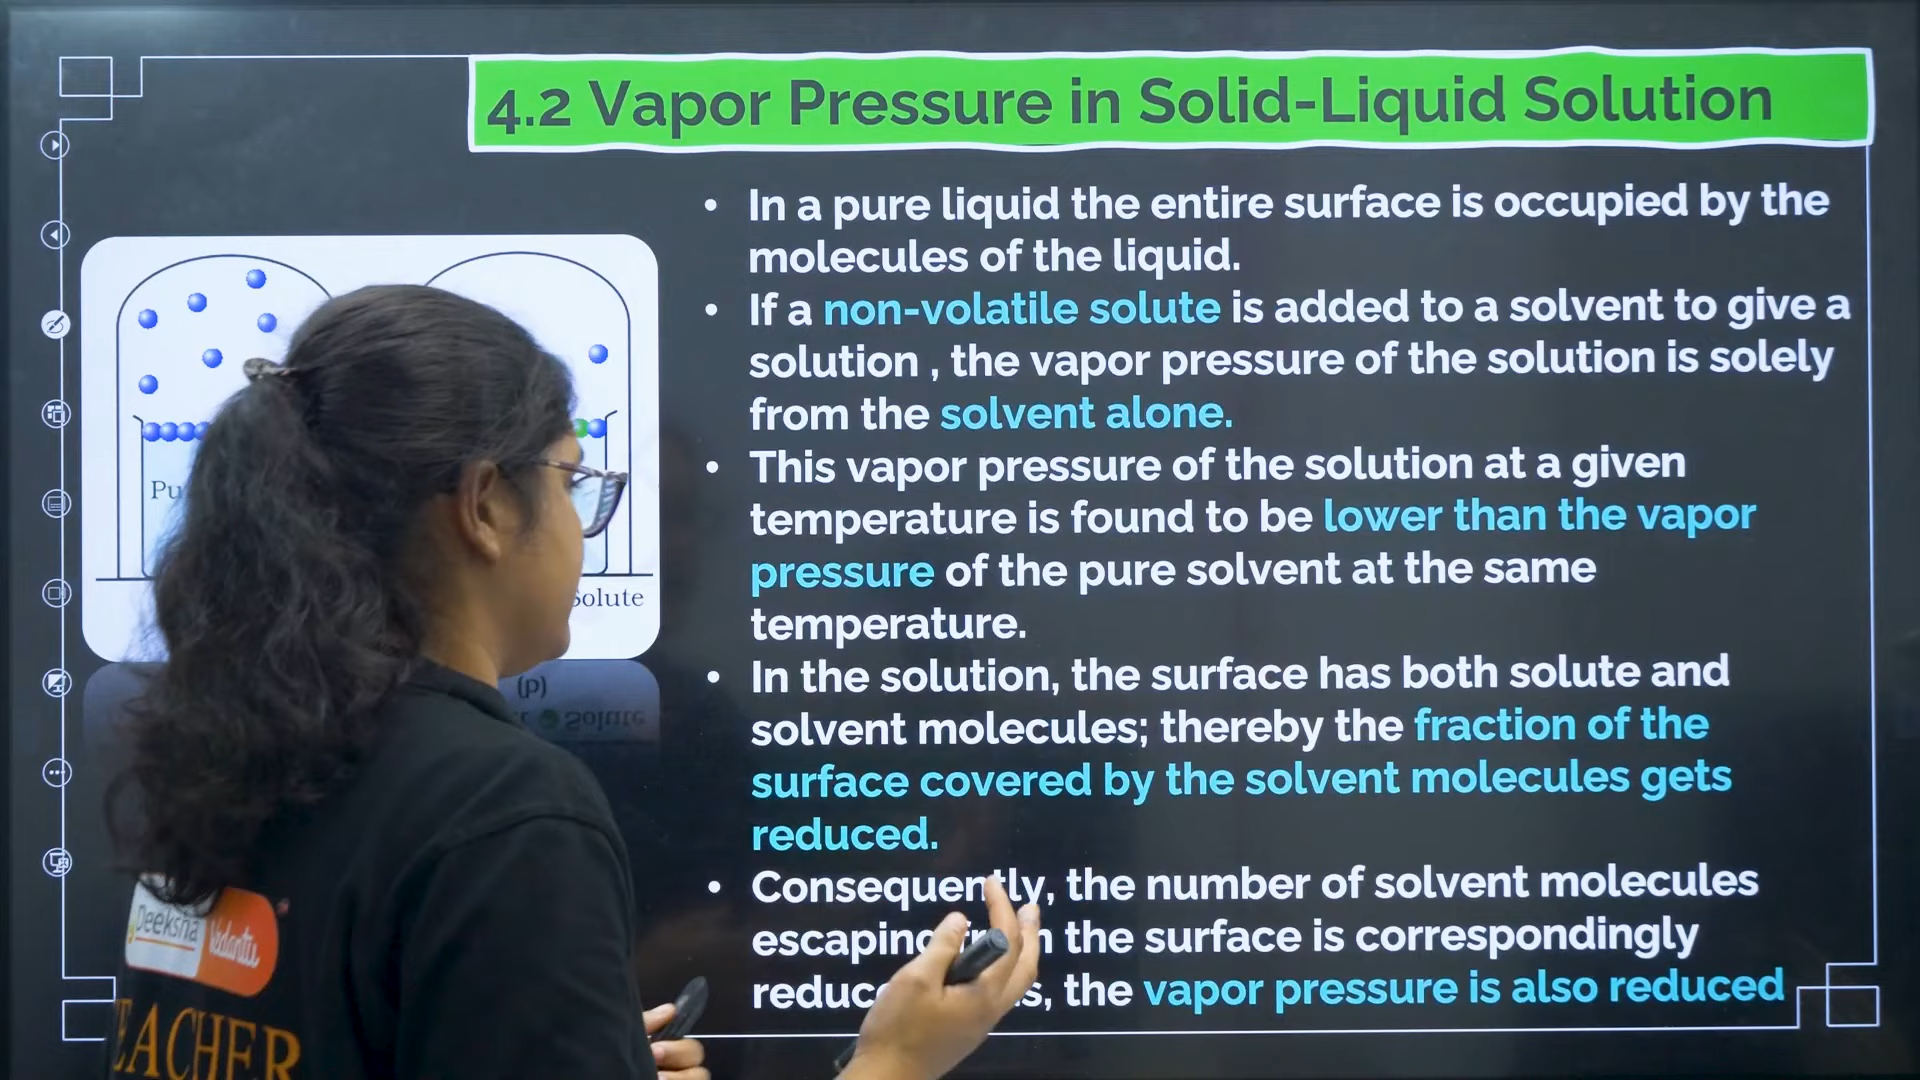 4.2 Vapor Pressure in Solid-Liquid Solution
• In a pure liquid the entire surface is occupied by the
molecules of the liquid.
• If a non-volatile solute is added to a solvent to give a
solution , the vapor pressure of the solution is solely
from the solvent alone.
• This vapor pressure of the solution at a given
temperature is found to be lower than the vapor
pressure of the pure solvent at the same
temperature.
• In the solution, the surface has both solute and
solvent molecules; thereby the fraction of the
surface covered by the solvent molecules gets
reduced.
• Consequently, the number of solvent molecules
the surface is correspondingly
the vapor pressure is also reduced
Solute
(b)
Solute
Deeksha
Vedantu
TEACHER